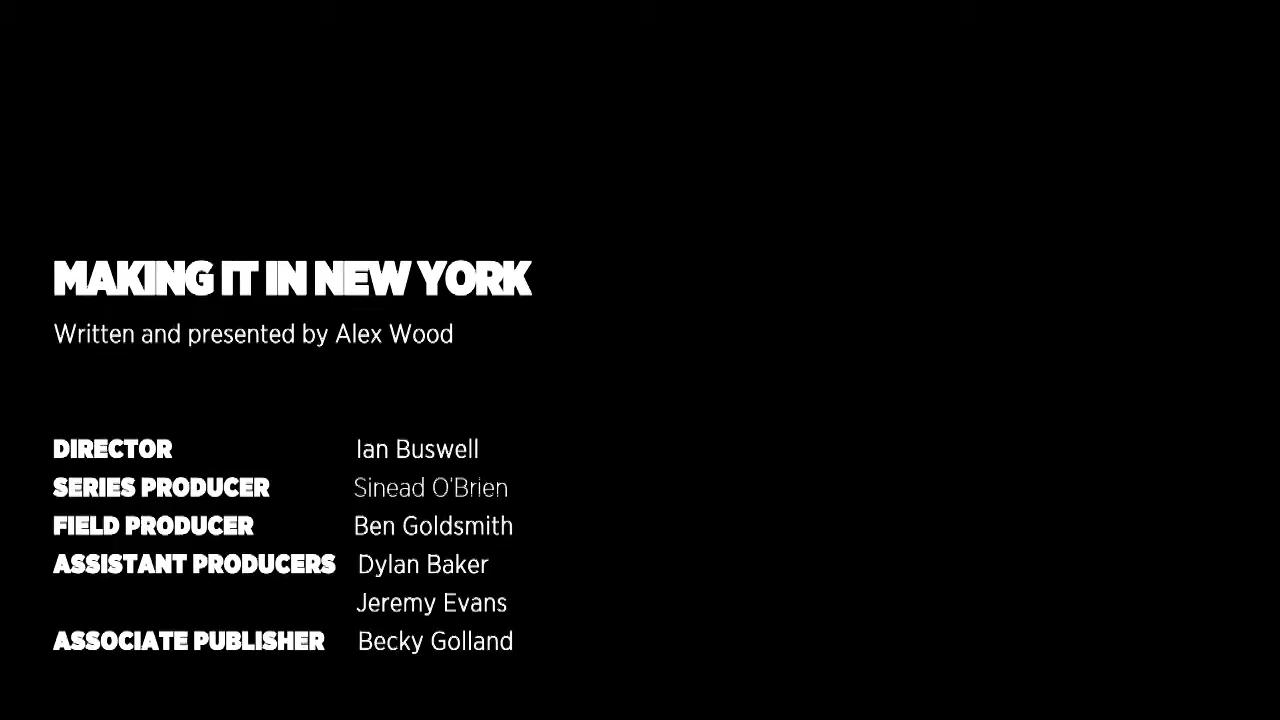 MAKING IT IN NEW YORK
Written and presented by Alex Wood
DIRECTOR Ian Buswell
SERIES PRODUCER Sinead O'Brien
FIELD PRODUCER Ben Goldsmith
ASSISTANT PRODUCERS Dylan Baker
Jeremy Evans
ASSOCIATE PUBLISHER Becky Golland